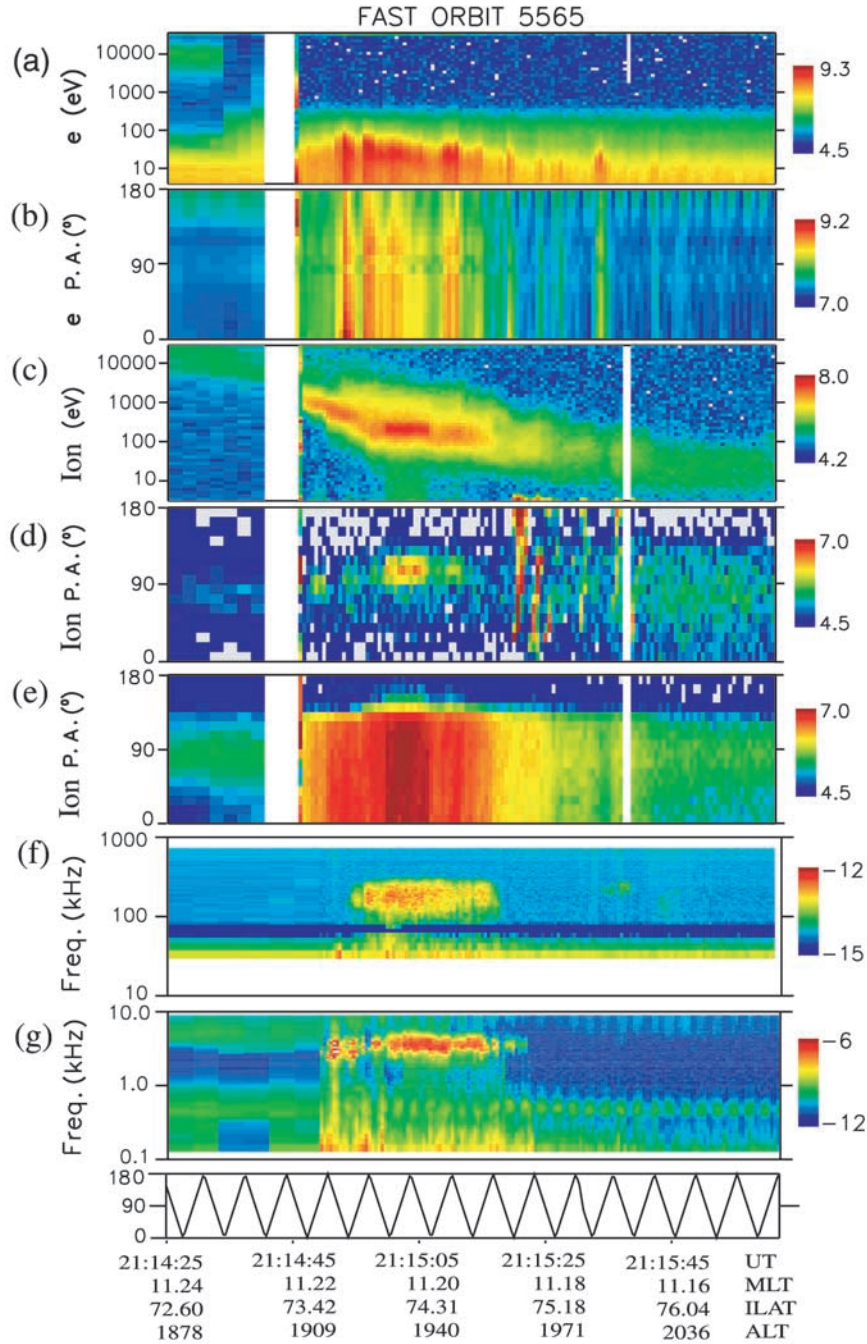 FAST ORBIT 5565
(a)
e (eV)
10000
1000
100
10
9.3
4.5
(b)
e P.A.(°)
180
90
0
9.2
7.0
(c)
Ion (eV)
10000
1000
100
10
8.0
4.2
(d)
Ion P.A.(°)
180
90
0
7.0
4.5
(e)
Ion P.A.(°)
180
90
0
7.0
4.5
(f)
Freq. (kHz)
1000
100
10
-12
-15
(g)
Freq. (kHz)
10.0
1.0
0.1
-6
-12
180
90
0
21:14:25 21:14:45 21:15:05 21:15:25 21:15:45 UT
11.24 11.22 11.20 11.18 11.16 MLT
72.60 73.42 74.31 75.18 76.04 ILAT
1878 1909 1940 1971 2036 ALT